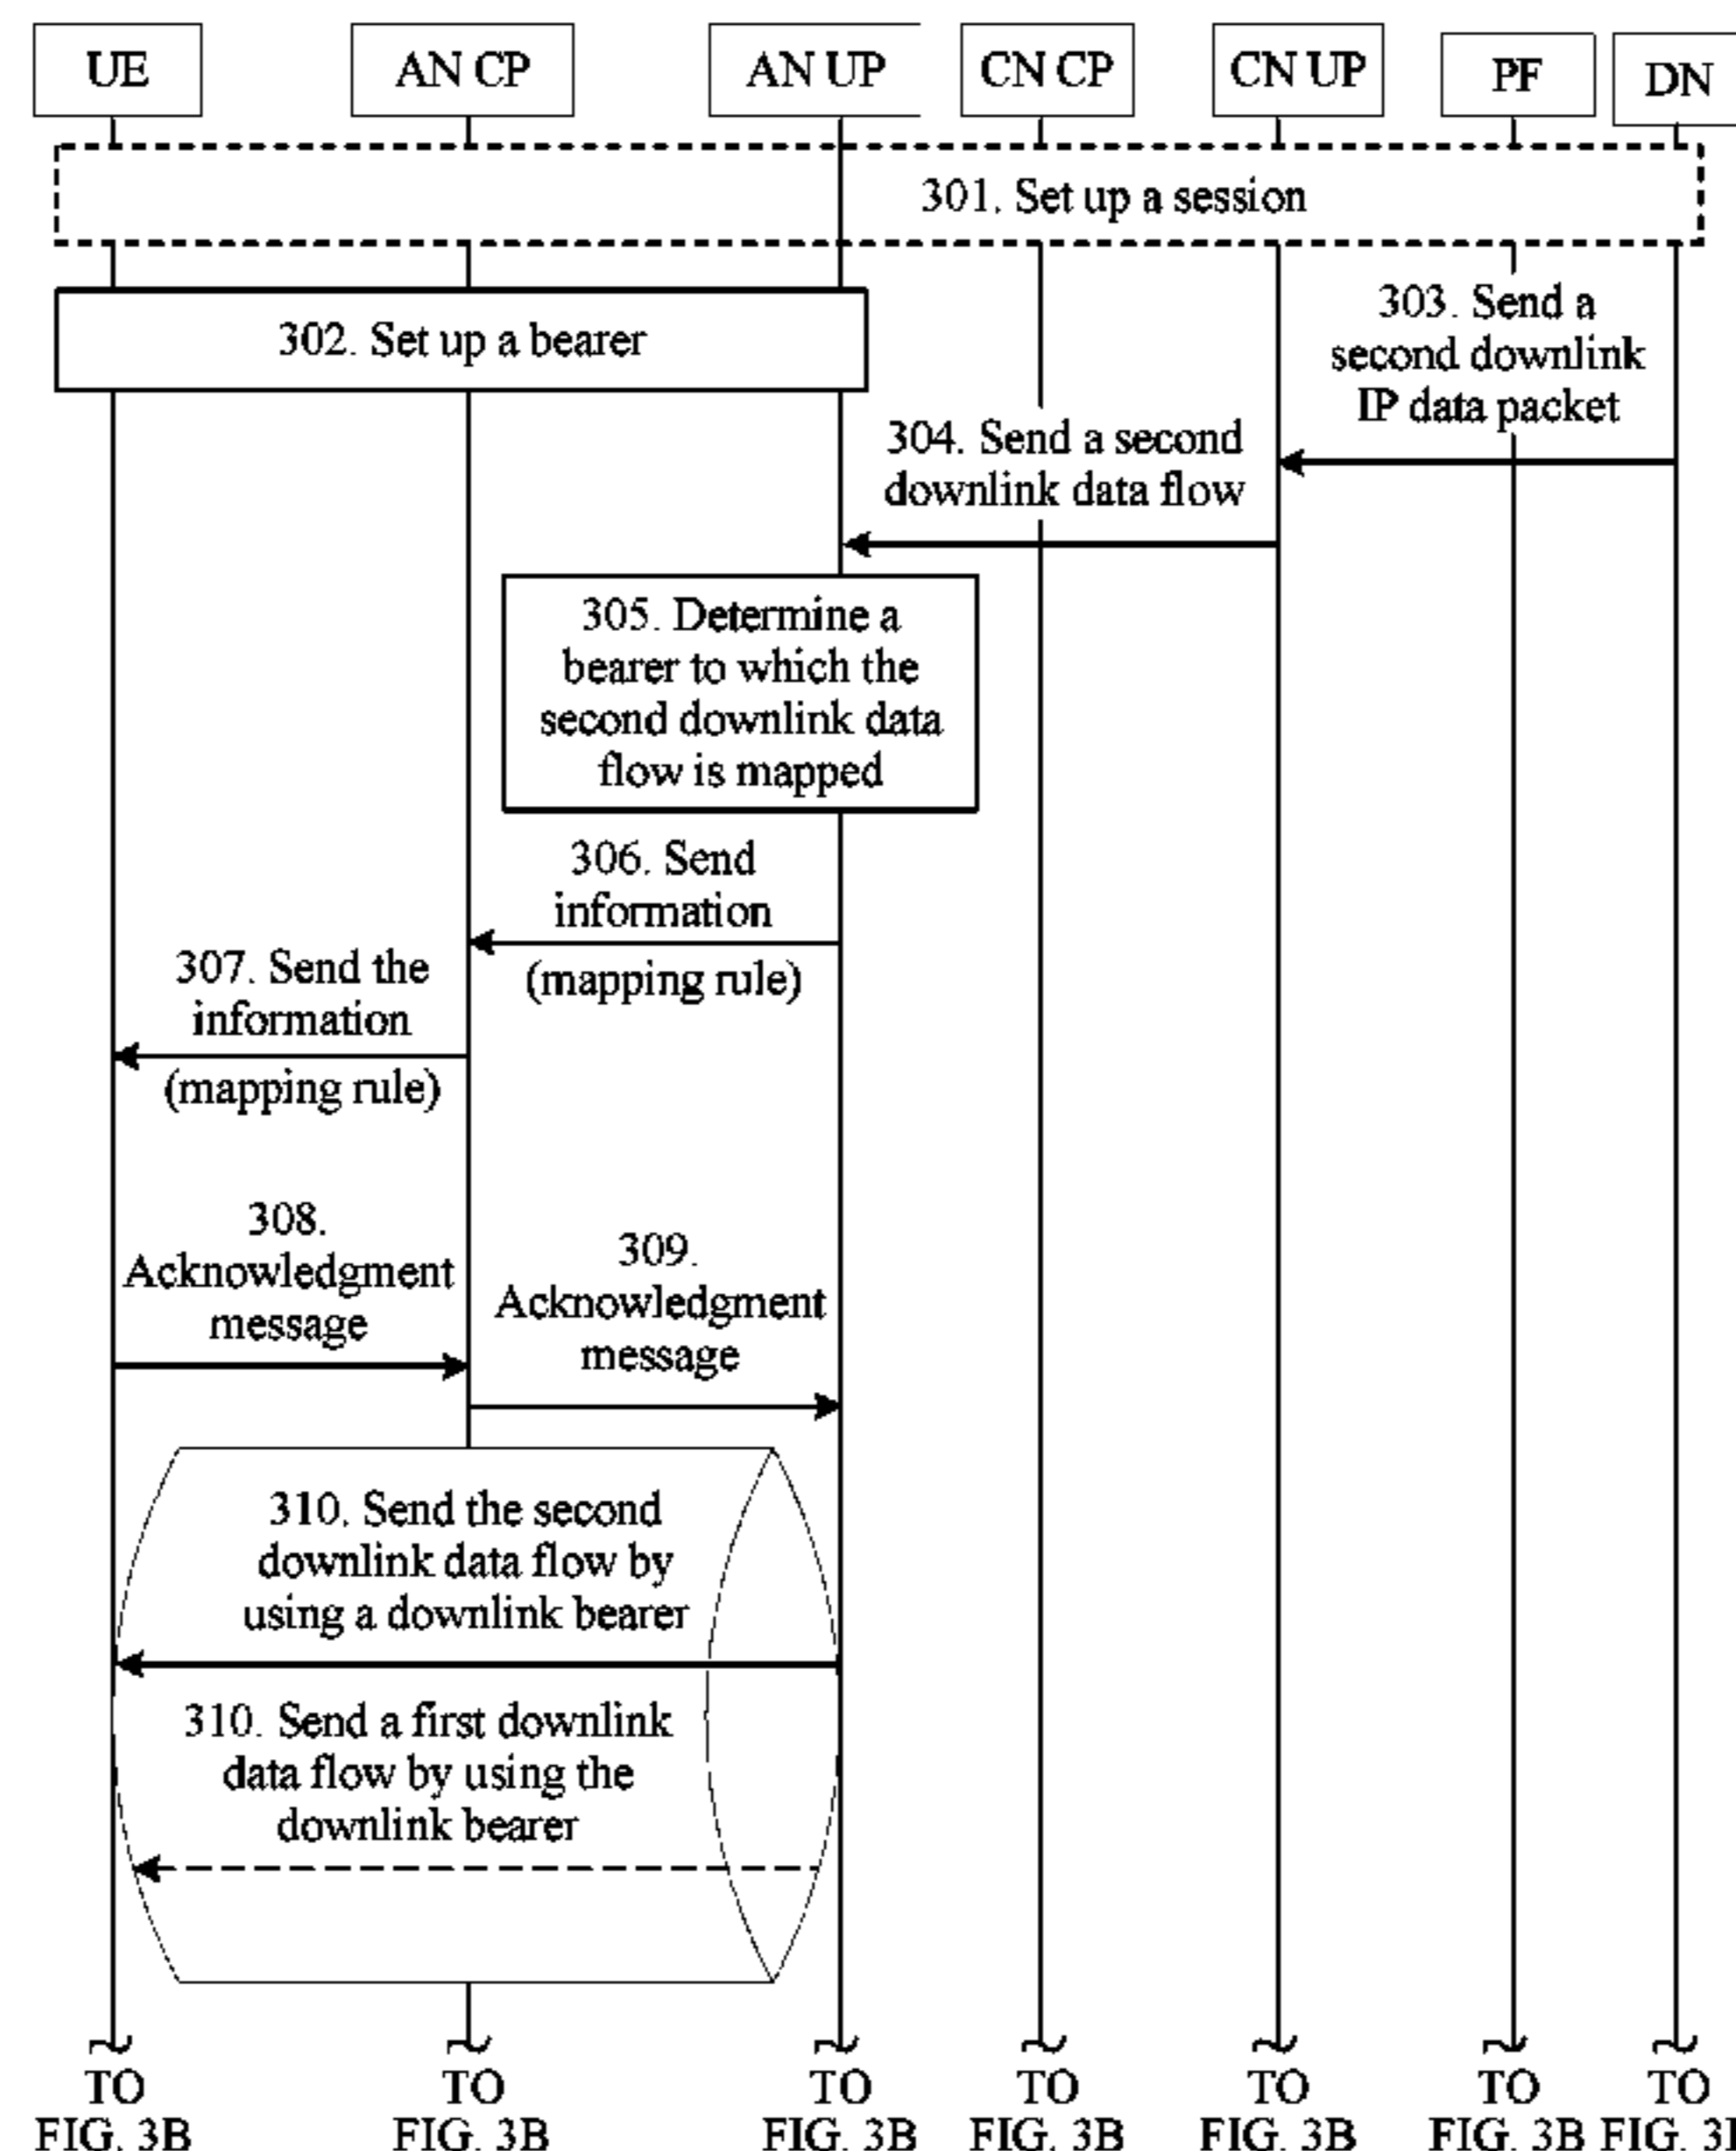 UE
AN CP
AN UP
CN CP
CN UP
PF
DN
301. Set up a session
302. Set up a bearer
303. Send a
second downlink
IP data packet
304. Send a second
downlink data flow
305. Determine a
bearer to which the
second downlink data
flow is mapped
306. Send
information
(mapping rule)
307. Send the
information
(mapping rule)
308.
Acknowledgment
message
309.
Acknowledgment
message
310. Send the second
downlink data flow by
using a downlink bearer
310. Send a first downlink
data flow by using the
downlink bearer
TO
FIG. 3B
TO
FIG. 3B
TO
FIG. 3B
TO
FIG. 3B
TO
FIG. 3B
TO
FIG. 3B
TO
FIG. 3B